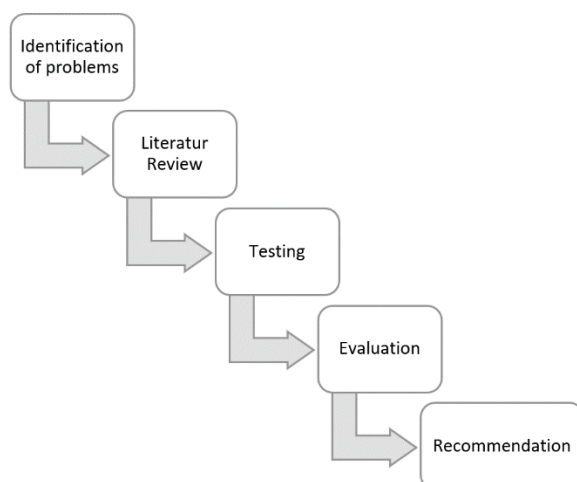 Identification
of problems
Literatur
Review
Testing
Evaluation
Recommendation